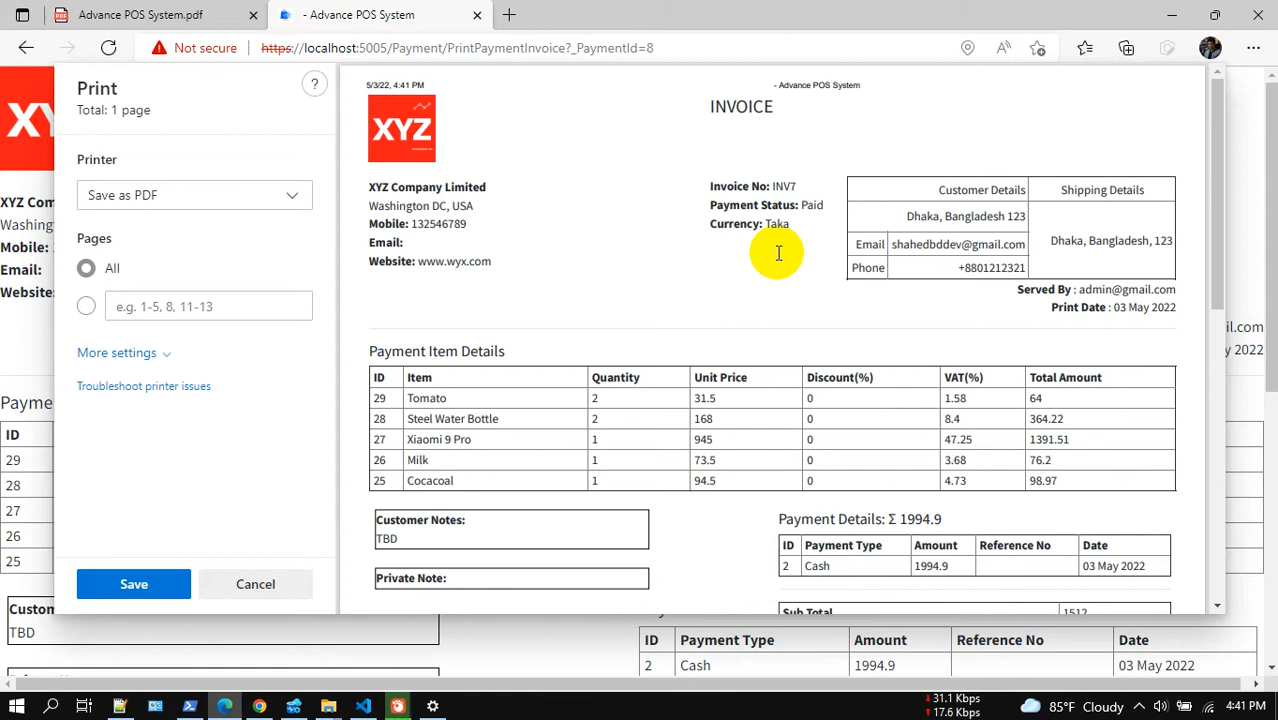 Advance POS System.pdf
- Advance POS System
Not secure
https://localhost:5005/Payment/PrintPaymentInvoice?_PaymentId=8
Print
Total: 1 page
?
Printer
Save as PDF
Pages
All
e.g. 1-5, 8, 11-13
More settings
Troubleshoot printer issues
Save
Cancel
5/3/22, 4:41 PM
- Advance POS System
XYZ
INVOICE
XYZ Company Limited
Washington DC, USA
Mobile: 132546789
Email:
Website: www.wyx.com
Invoice No: INV7
Payment Status: Paid
Currency: Taka
Customer Details Shipping Details
Dhaka, Bangladesh 123
Dhaka, Bangladesh, 123
Email shahedbddev@gmail.com
Phone +8801212321
Served By : admin@gmail.com
Print Date : 03 May 2022
Payment Item Details
ID Item Quantity Unit Price Discount(%) VAT(%) Total Amount
29 Tomato 2 31.5 0 1.58 64
28 Steel Water Bottle 2 168 0 8.4 364.22
27 Xiaomi 9 Pro 1 945 0 47.25 1391.51
26 Milk 1 73.5 0 3.68 76.2
25 Cocacoal 1 94.5 0 4.73 98.97
Customer Notes:
TBD
Private Note:
Payment Details: Σ 1994.9
ID Payment Type Amount Reference No Date
2 Cash 1994.9 03 May 2022
Sub Total 1512
XYZ Com
Washing
Mobile:
Email:
Website:
il.com
y 2022
Payme
ID
29
28
27
26
25
Custom
TBD
ID Payment Type Amount Reference No Date
2 Cash 1994.9 03 May 2022
31.1 Kbps
17.6 Kbps
85°F Cloudy
4:41 PM